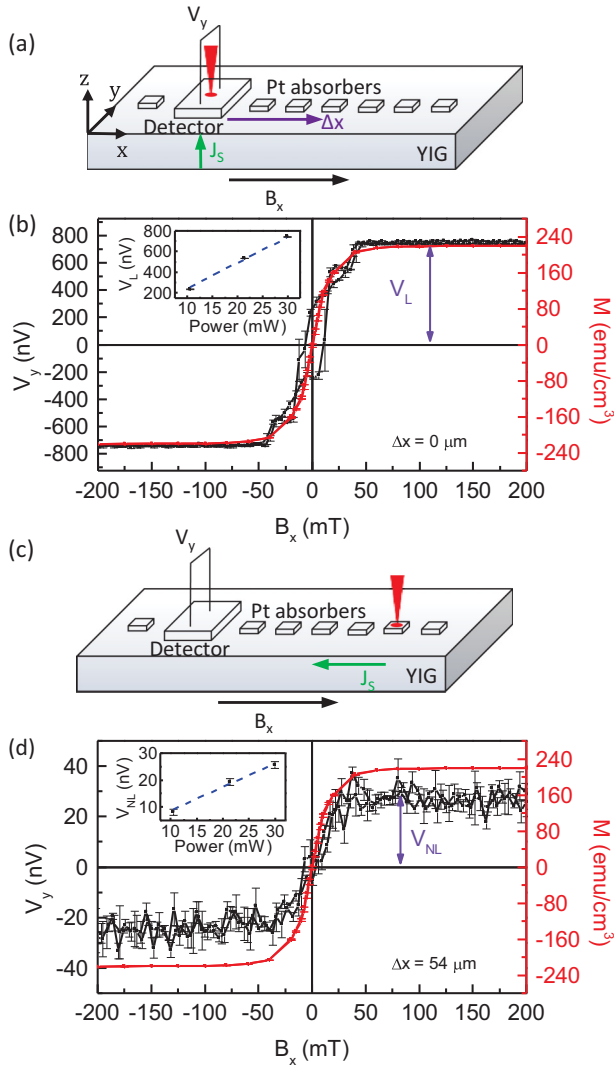 (a)
V_y
z
y
x
Pt absorbers
Detector
Δx
J_S
YIG
B_x
(b)
800
600
400
200
0
-200
-400
-600
-800
V_y (nV)
800
600
400
200
V_L (nV)
10 15 20 25 30
Power (mW)
V_L
Δx = 0 μm
240
160
80
0
-80
-160
-240
M (emu/cm³)
-200 -150 -100 -50 0 50 100 150 200
B_x (mT)
(c)
V_y
Pt absorbers
Detector
J_S
YIG
B_x
(d)
40
20
0
-20
-40
V_y (nV)
30
20
10
V_NL (nV)
10 15 20 25 30
Power (mW)
V_NL
Δx = 54 μm
240
160
80
0
-80
-160
-240
M (emu/cm³)
-200 -150 -100 -50 0 50 100 150 200
B_x (mT)